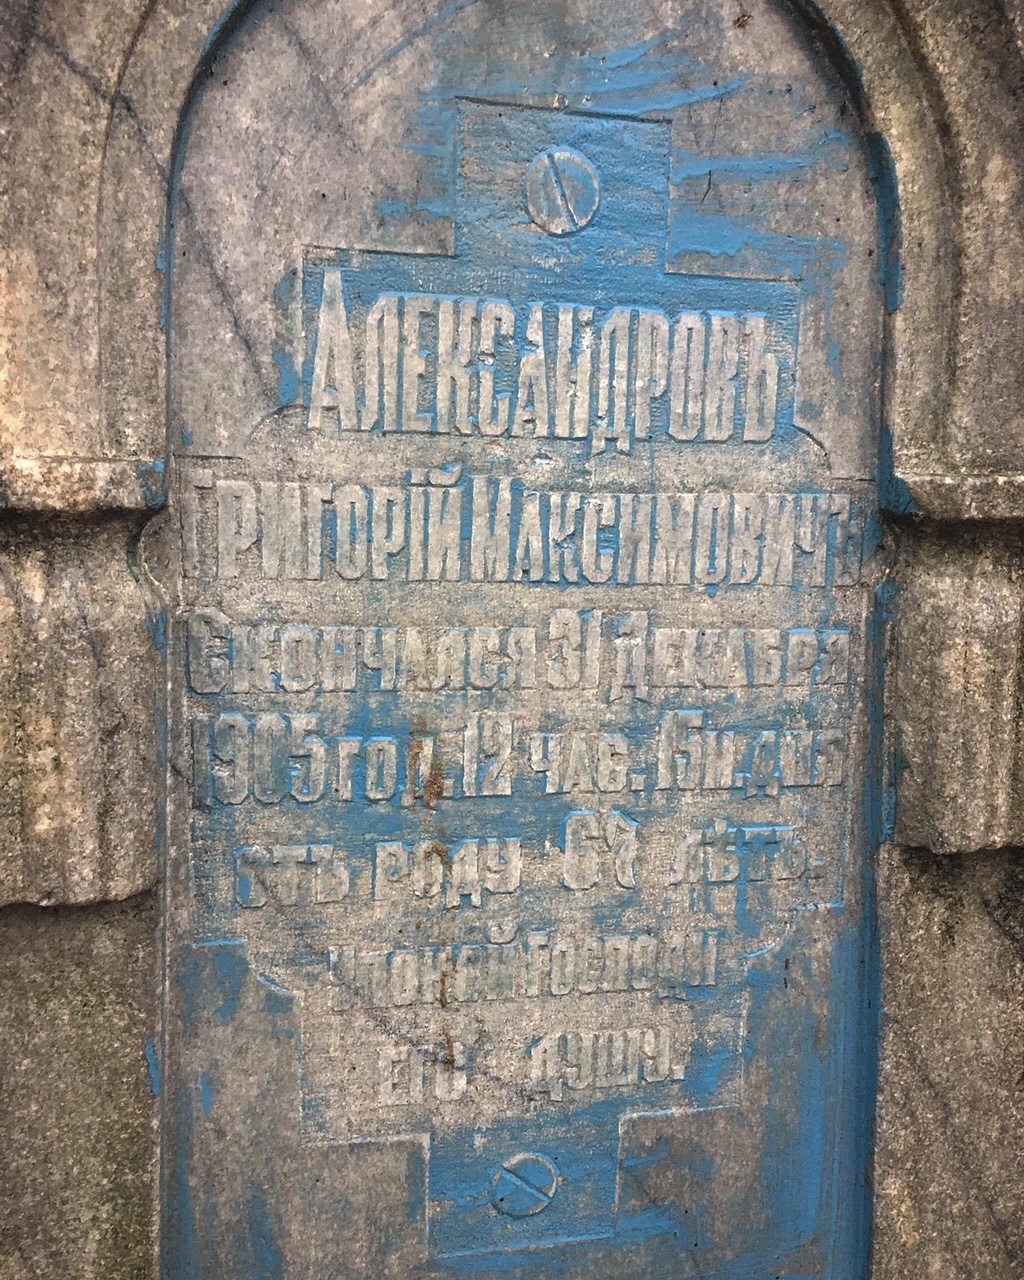 Александровъ
Григорій Максимовичъ
Скончался 31 Декабря
1905 год. 12 час. 15 м. дня
отъ роду 67 лѣтъ.
упокой Господи
его душу.